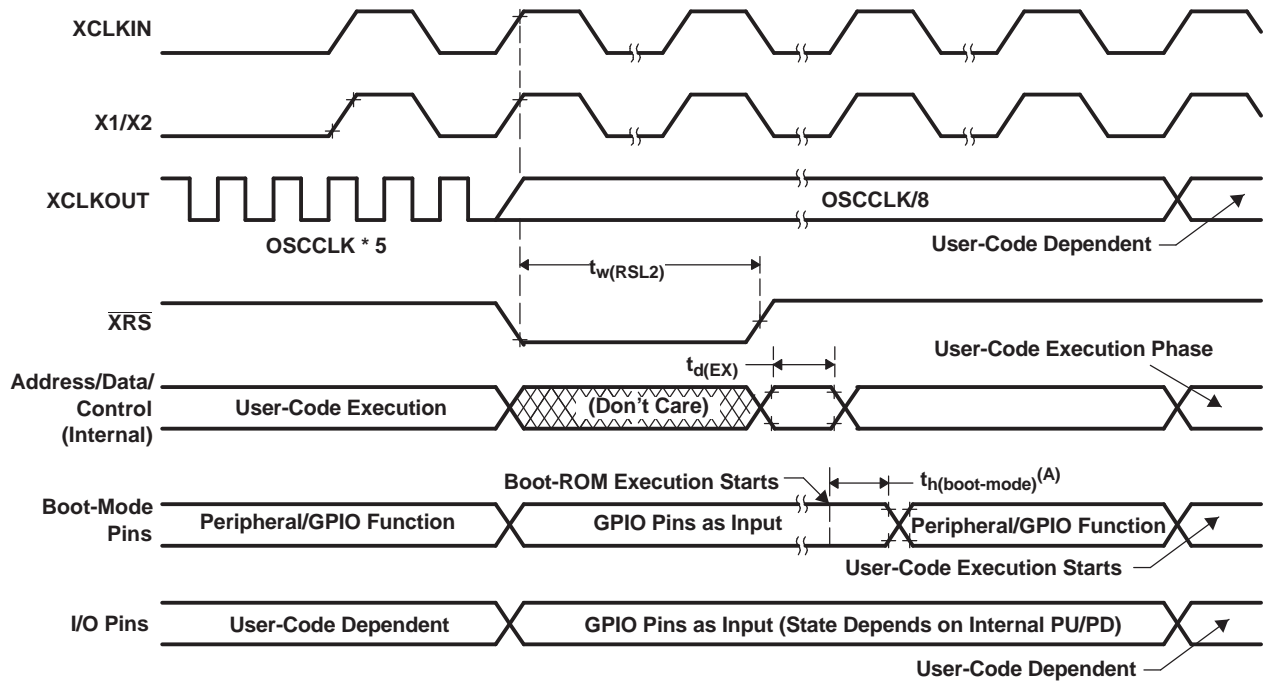 XCLKIN
X1/X2
XCLKOUT
OSCCLK * 5
OSCCLK/8
User-Code Dependent
tw(RSL2)
XRS
td(EX)
User-Code Execution Phase
Address/Data/
Control
(Internal)
User-Code Execution
(Don't Care)
Boot-ROM Execution Starts
th(boot-mode)(A)
Boot-Mode
Pins
Peripheral/GPIO Function
GPIO Pins as Input
Peripheral/GPIO Function
User-Code Execution Starts
I/O Pins
User-Code Dependent
GPIO Pins as Input (State Depends on Internal PU/PD)
User-Code Dependent